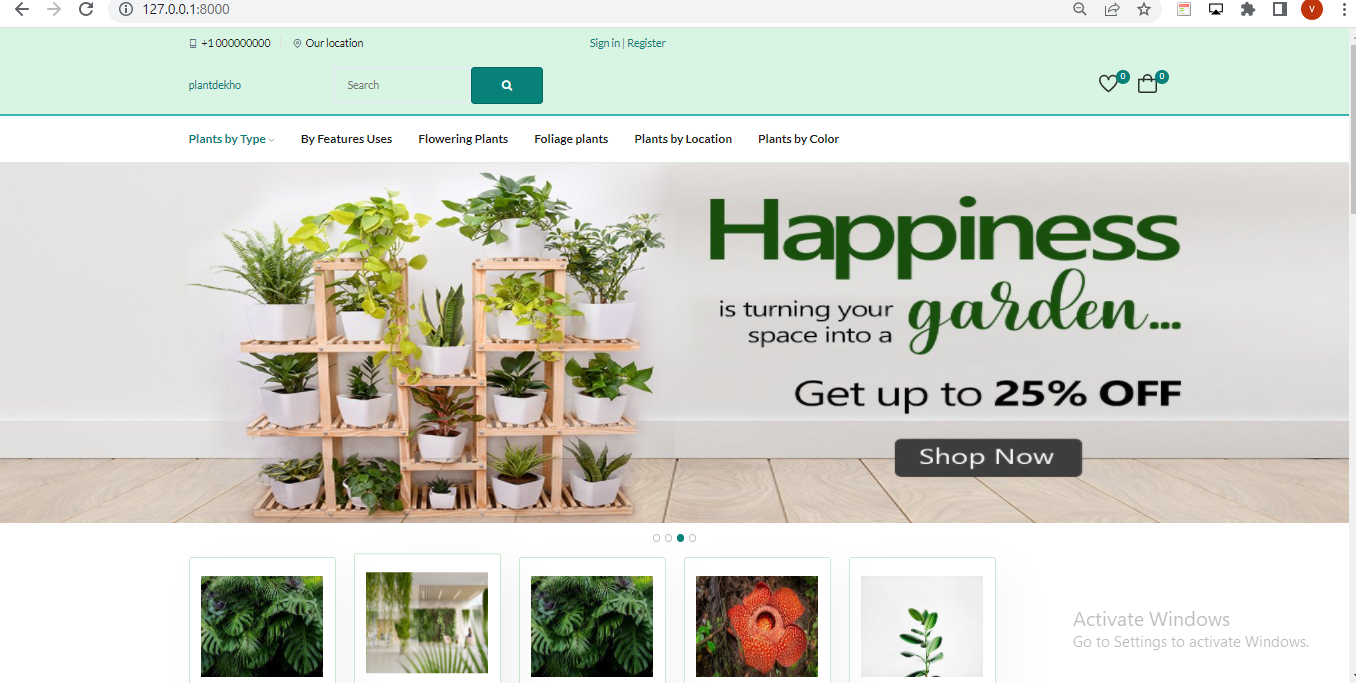 127.0.0.1:8000
V
+1 000000000
Our location
Sign in | Register
plantdekho
Search
0
0
Plants by Type
By Features Uses
Flowering Plants
Foliage plants
Plants by Location
Plants by Color
Happiness
is turning your
space into a
garden...
Get up to 25% OFF
Shop Now
Activate Windows
Go to Settings to activate Windows.